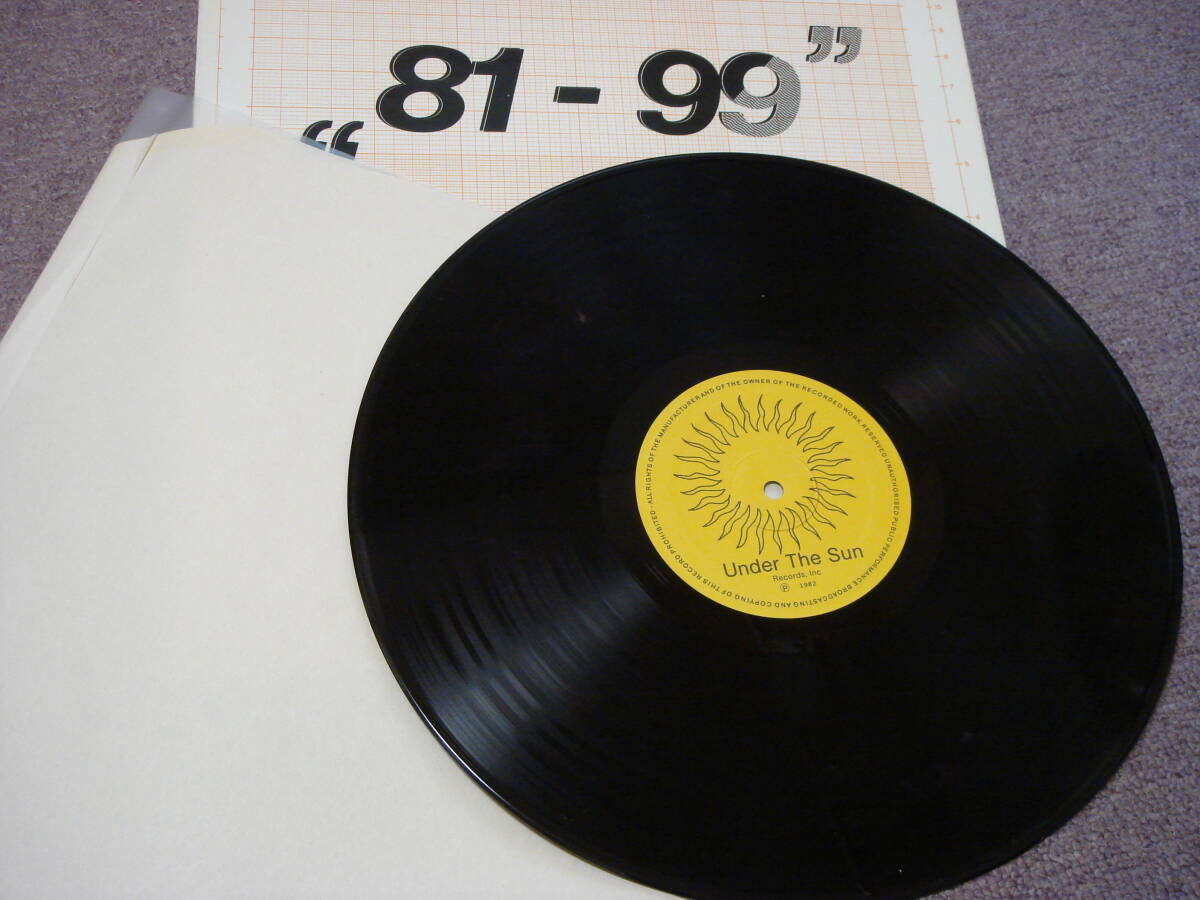 “81 - 99”
ALL RIGHTS OF THE MANUFACTURER AND OF THE OWNER OF THE RECORDED WORK RESERVED UNAUTHORISED PUBLIC PERFORMANCE BROADCASTING AND COPYING OF THIS RECORD PROHIBITED -
Under The Sun
Records, Inc
℗ 1982